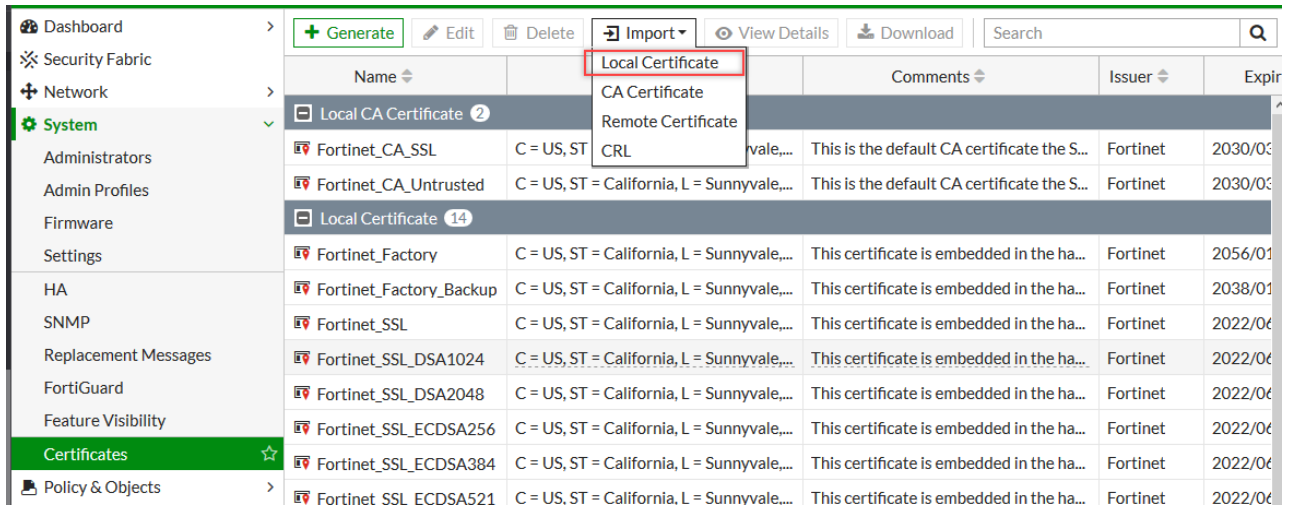 Dashboard
Security Fabric
Network
System
Administrators
Admin Profiles
Firmware
Settings
HA
SNMP
Replacement Messages
FortiGuard
Feature Visibility
Certificates
Policy & Objects
Generate Edit Delete Import View Details Download Search
Local Certificate
CA Certificate
Remote Certificate
CRL
Name Comments Issuer Expir
Local CA Certificate 2
Fortinet_CA_SSL C = US, ST vale,... This is the default CA certificate the S... Fortinet 2030/03
Fortinet_CA_Untrusted C = US, ST = California, L = Sunnyvale,... This is the default CA certificate the S... Fortinet 2030/03
Local Certificate 14
Fortinet_Factory C = US, ST = California, L = Sunnyvale,... This certificate is embedded in the ha... Fortinet 2056/01
Fortinet_Factory_Backup C = US, ST = California, L = Sunnyvale,... This certificate is embedded in the ha... Fortinet 2038/01
Fortinet_SSL C = US, ST = California, L = Sunnyvale,... This certificate is embedded in the ha... Fortinet 2022/06
Fortinet_SSL_DSA1024 C = US, ST = California, L = Sunnyvale,... This certificate is embedded in the ha... Fortinet 2022/06
Fortinet_SSL_DSA2048 C = US, ST = California, L = Sunnyvale,... This certificate is embedded in the ha... Fortinet 2022/06
Fortinet_SSL_ECDSA256 C = US, ST = California, L = Sunnyvale,... This certificate is embedded in the ha... Fortinet 2022/06
Fortinet_SSL_ECDSA384 C = US, ST = California, L = Sunnyvale,... This certificate is embedded in the ha... Fortinet 2022/06
Fortinet_SSL_ECDSA521 C = US, ST = California, L = Sunnyvale,... This certificate is embedded in the ha... Fortinet 2022/06